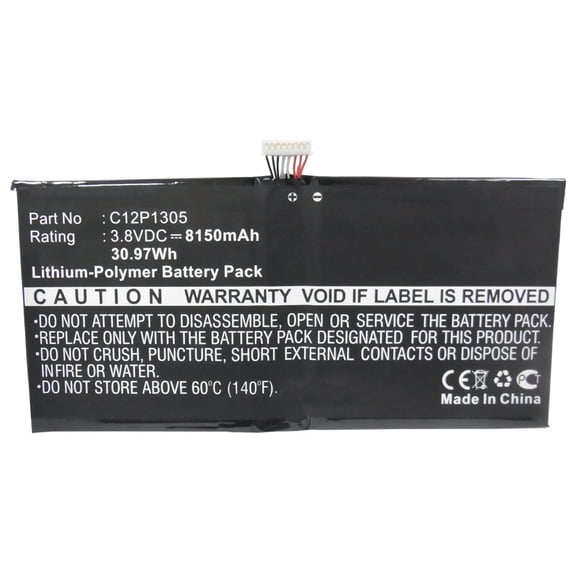 Part No : C12P1305
Rating : 3.8VDC⎓8150mAh
30.97Wh
Lithium-Polymer Battery Pack
CAUTION WARRANTY VOID IF LABEL IS REMOVED
•DO NOT ATTEMPT TO DISASSEMBLE, OPEN OR SERVICE THE BATTERY PACK.
•REPLACE ONLY WITH THE BATTERY PACK DESIGNATED FOR THIS PRODUCT.
•DO NOT CRUSH, PUNCTURE, SHORT EXTERNAL CONTACTS OR DISPOSE OF
INFIRE OR WATER.
•DO NOT STORE ABOVE 60°C (140°F).
CE
Made In China